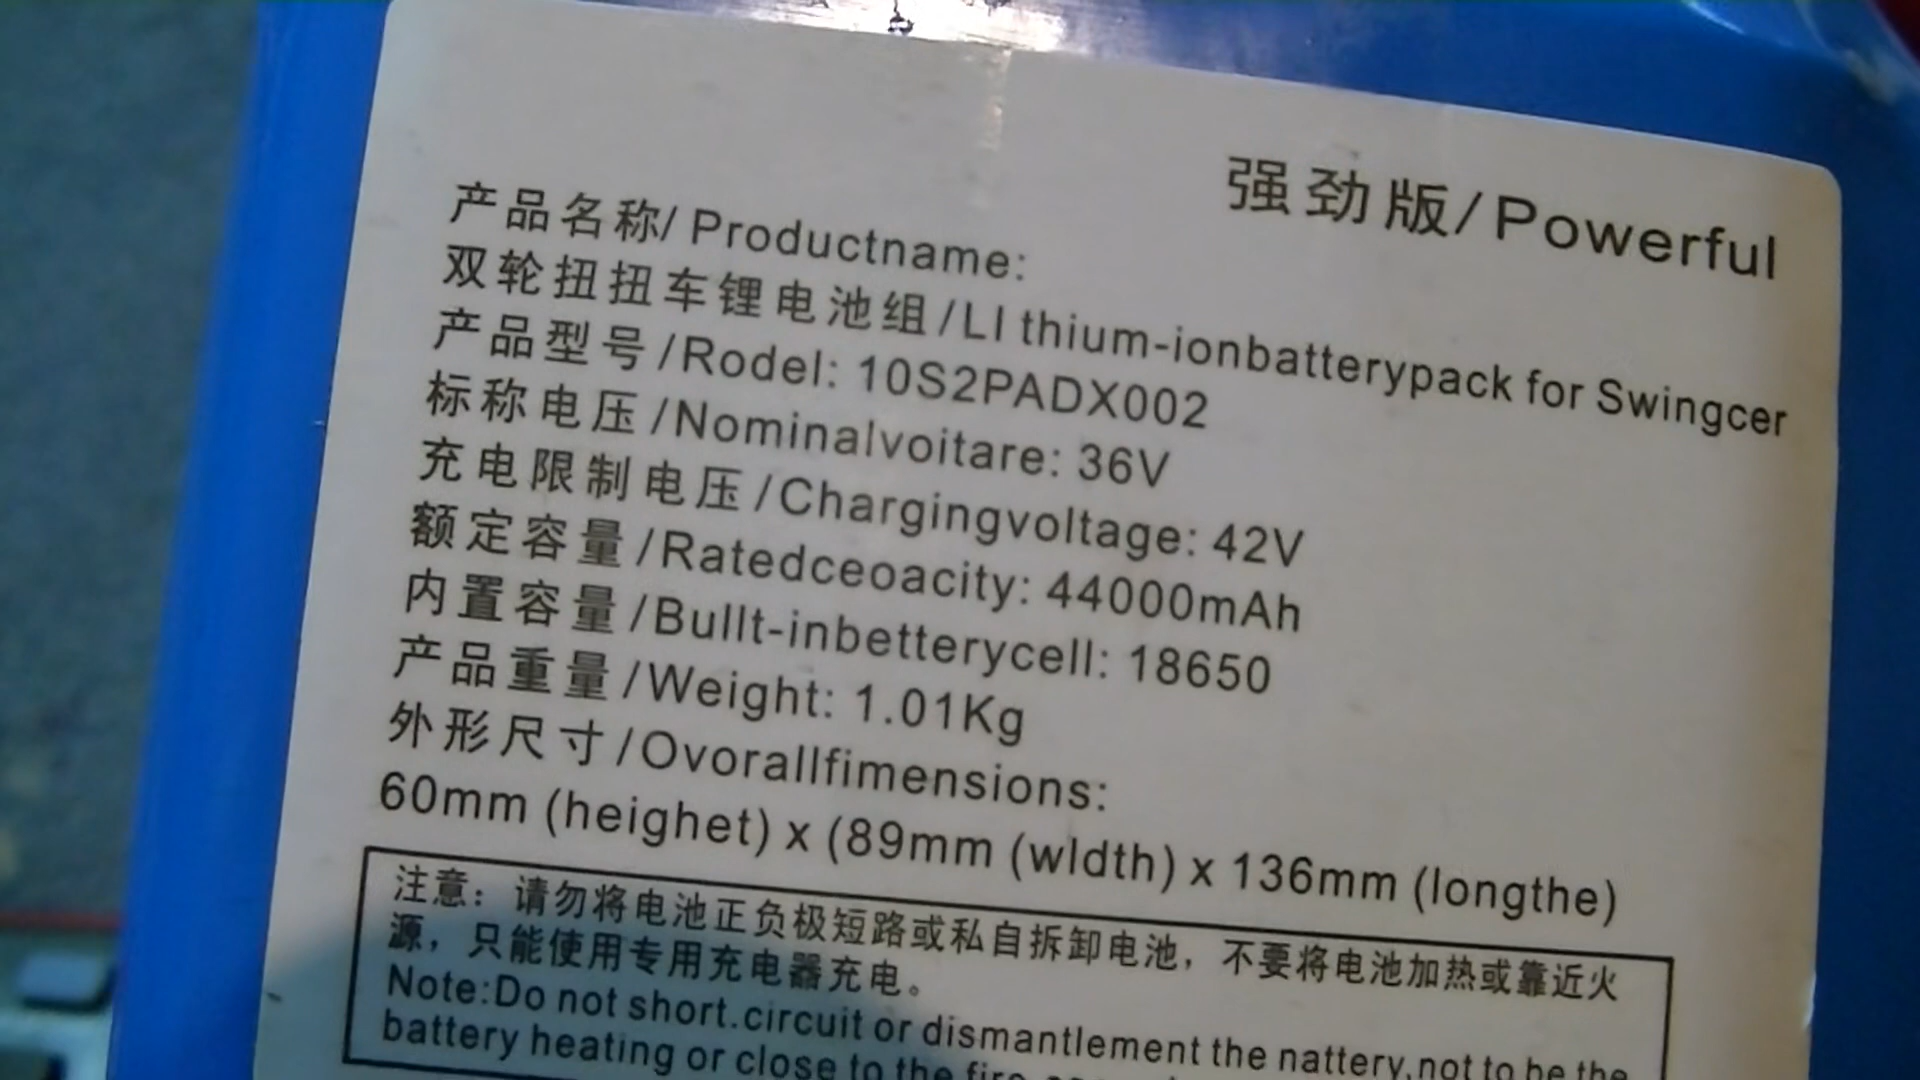 强劲版/Powerful
产品名称/ Productname:
双轮扭扭车锂电池组/LI thium-ionbatterypack for Swingcer
产品型号/Rodel: 10S2PADX002
标称电压/Nominalvoitare: 36V
充电限制电压/Chargingvoltage: 42V
额定容量/Ratedceoacity: 44000mAh
内置容量/Bullt-inbetterycell: 18650
产品重量/Weight: 1.01Kg
外形尺寸/Ovorallfimensions:
60mm (heighet) x (89mm (wldth) x 136mm (longthe)
注意：请勿将电池正负极短路或私自拆卸电池，不要将电池加热或靠近火
源，只能使用专用充电器充电。
Note:Do not short.circuit or dismantlement the nattery,not to be the
battery heating or close to the fire